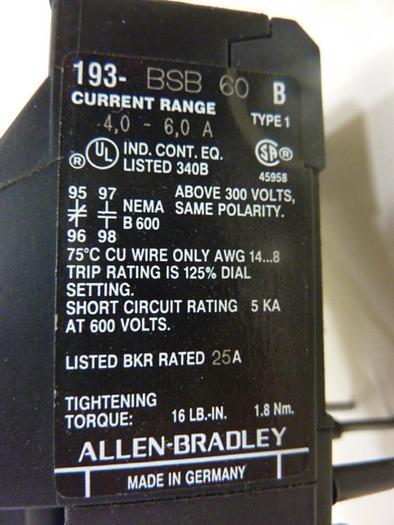 193- BSB 60 B
CURRENT RANGE TYPE 1
4,0 - 6,0 A
® UL IND. CONT. EQ. SA ®
LISTED 340B 45958
95 97 ABOVE 300 VOLTS,
NEMA SAME POLARITY.
B 600
96 98
75°C CU WIRE ONLY AWG 14...8
TRIP RATING IS 125% DIAL
SETTING.
SHORT CIRCUIT RATING 5 KA
AT 600 VOLTS.
LISTED BKR RATED 25A
TIGHTENING
TORQUE: 16 LB.-IN. 1.8 Nm.
ALLEN-BRADLEY
MADE IN GERMANY